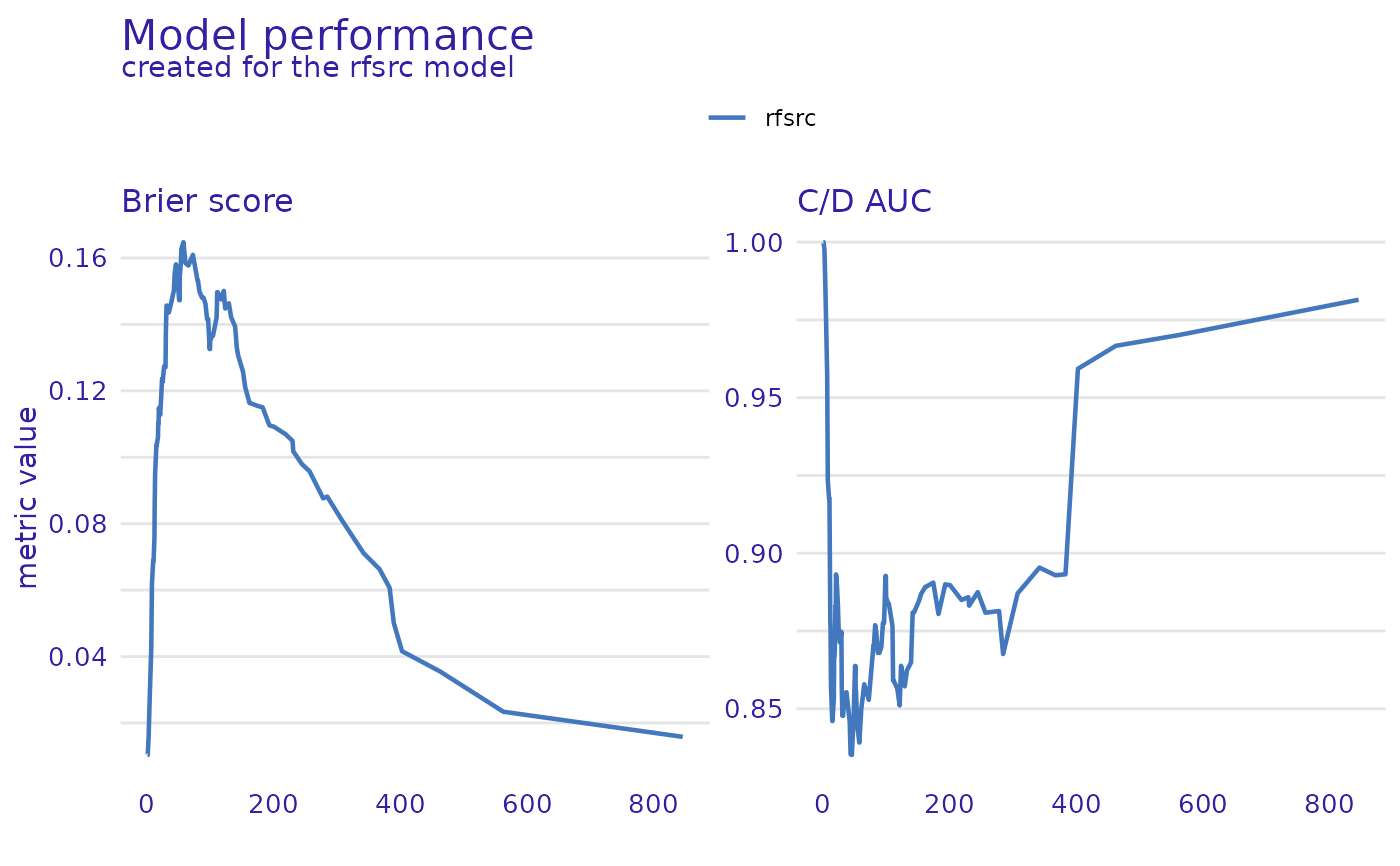 Model performance
created for the rfsrc model
rfsrc
Brier score
C/D AUC
metric value
0.16
0.12
0.08
0.04
0 200 400 600 800
1.00
0.95
0.90
0.85
0 200 400 600 800